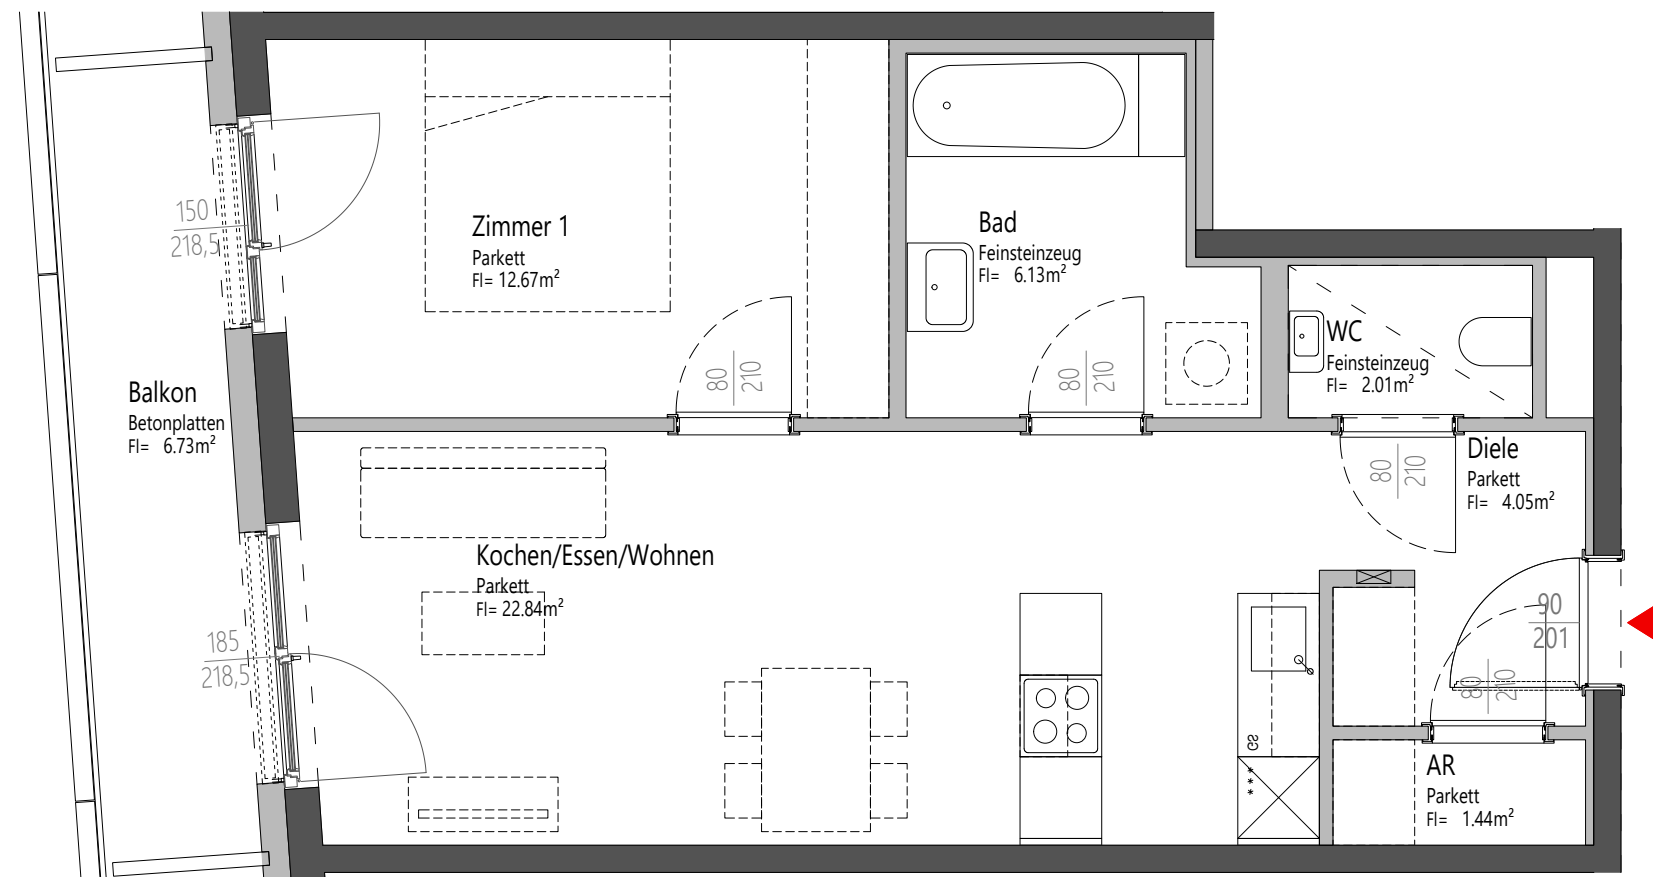 150
218,5
Zimmer 1
Parkett
Fl= 12.67m²
80
210
Bad
Feinsteinzeug
Fl= 6.13m²
80
210
WC
Feinsteinzeug
Fl= 2.01m²
Balkon
Betonplatten
Fl= 6.73m²
80
210
Diele
Parkett
Fl= 4.05m²
Kochen/Essen/Wohnen
Parkett
Fl= 22.84m²
185
218,5
90
201
80
210
GS
***
AR
Parkett
Fl= 1.44m²